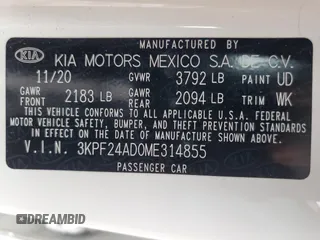 MANUFACTURED BY
KIA KIA MOTORS MEXICO S.A. DE C.V.
11/20 GVWR 3792 LB PAINT UD
GAWR FRONT 2183 LB GAWR REAR 2094 LB TRIM WK
THIS VEHICLE CONFORMS TO ALL APPLICABLE U.S.A. FEDERAL
MOTOR VEHICLE SAFETY, BUMPER, AND THEFT PREVENTION
STANDARDS IN EFFECT ON THE DATE OF MANUFACTURE SHOWN ABOVE.
V.I.N. 3KPF24AD0ME314855
PASSENGER CAR
DREAMBID